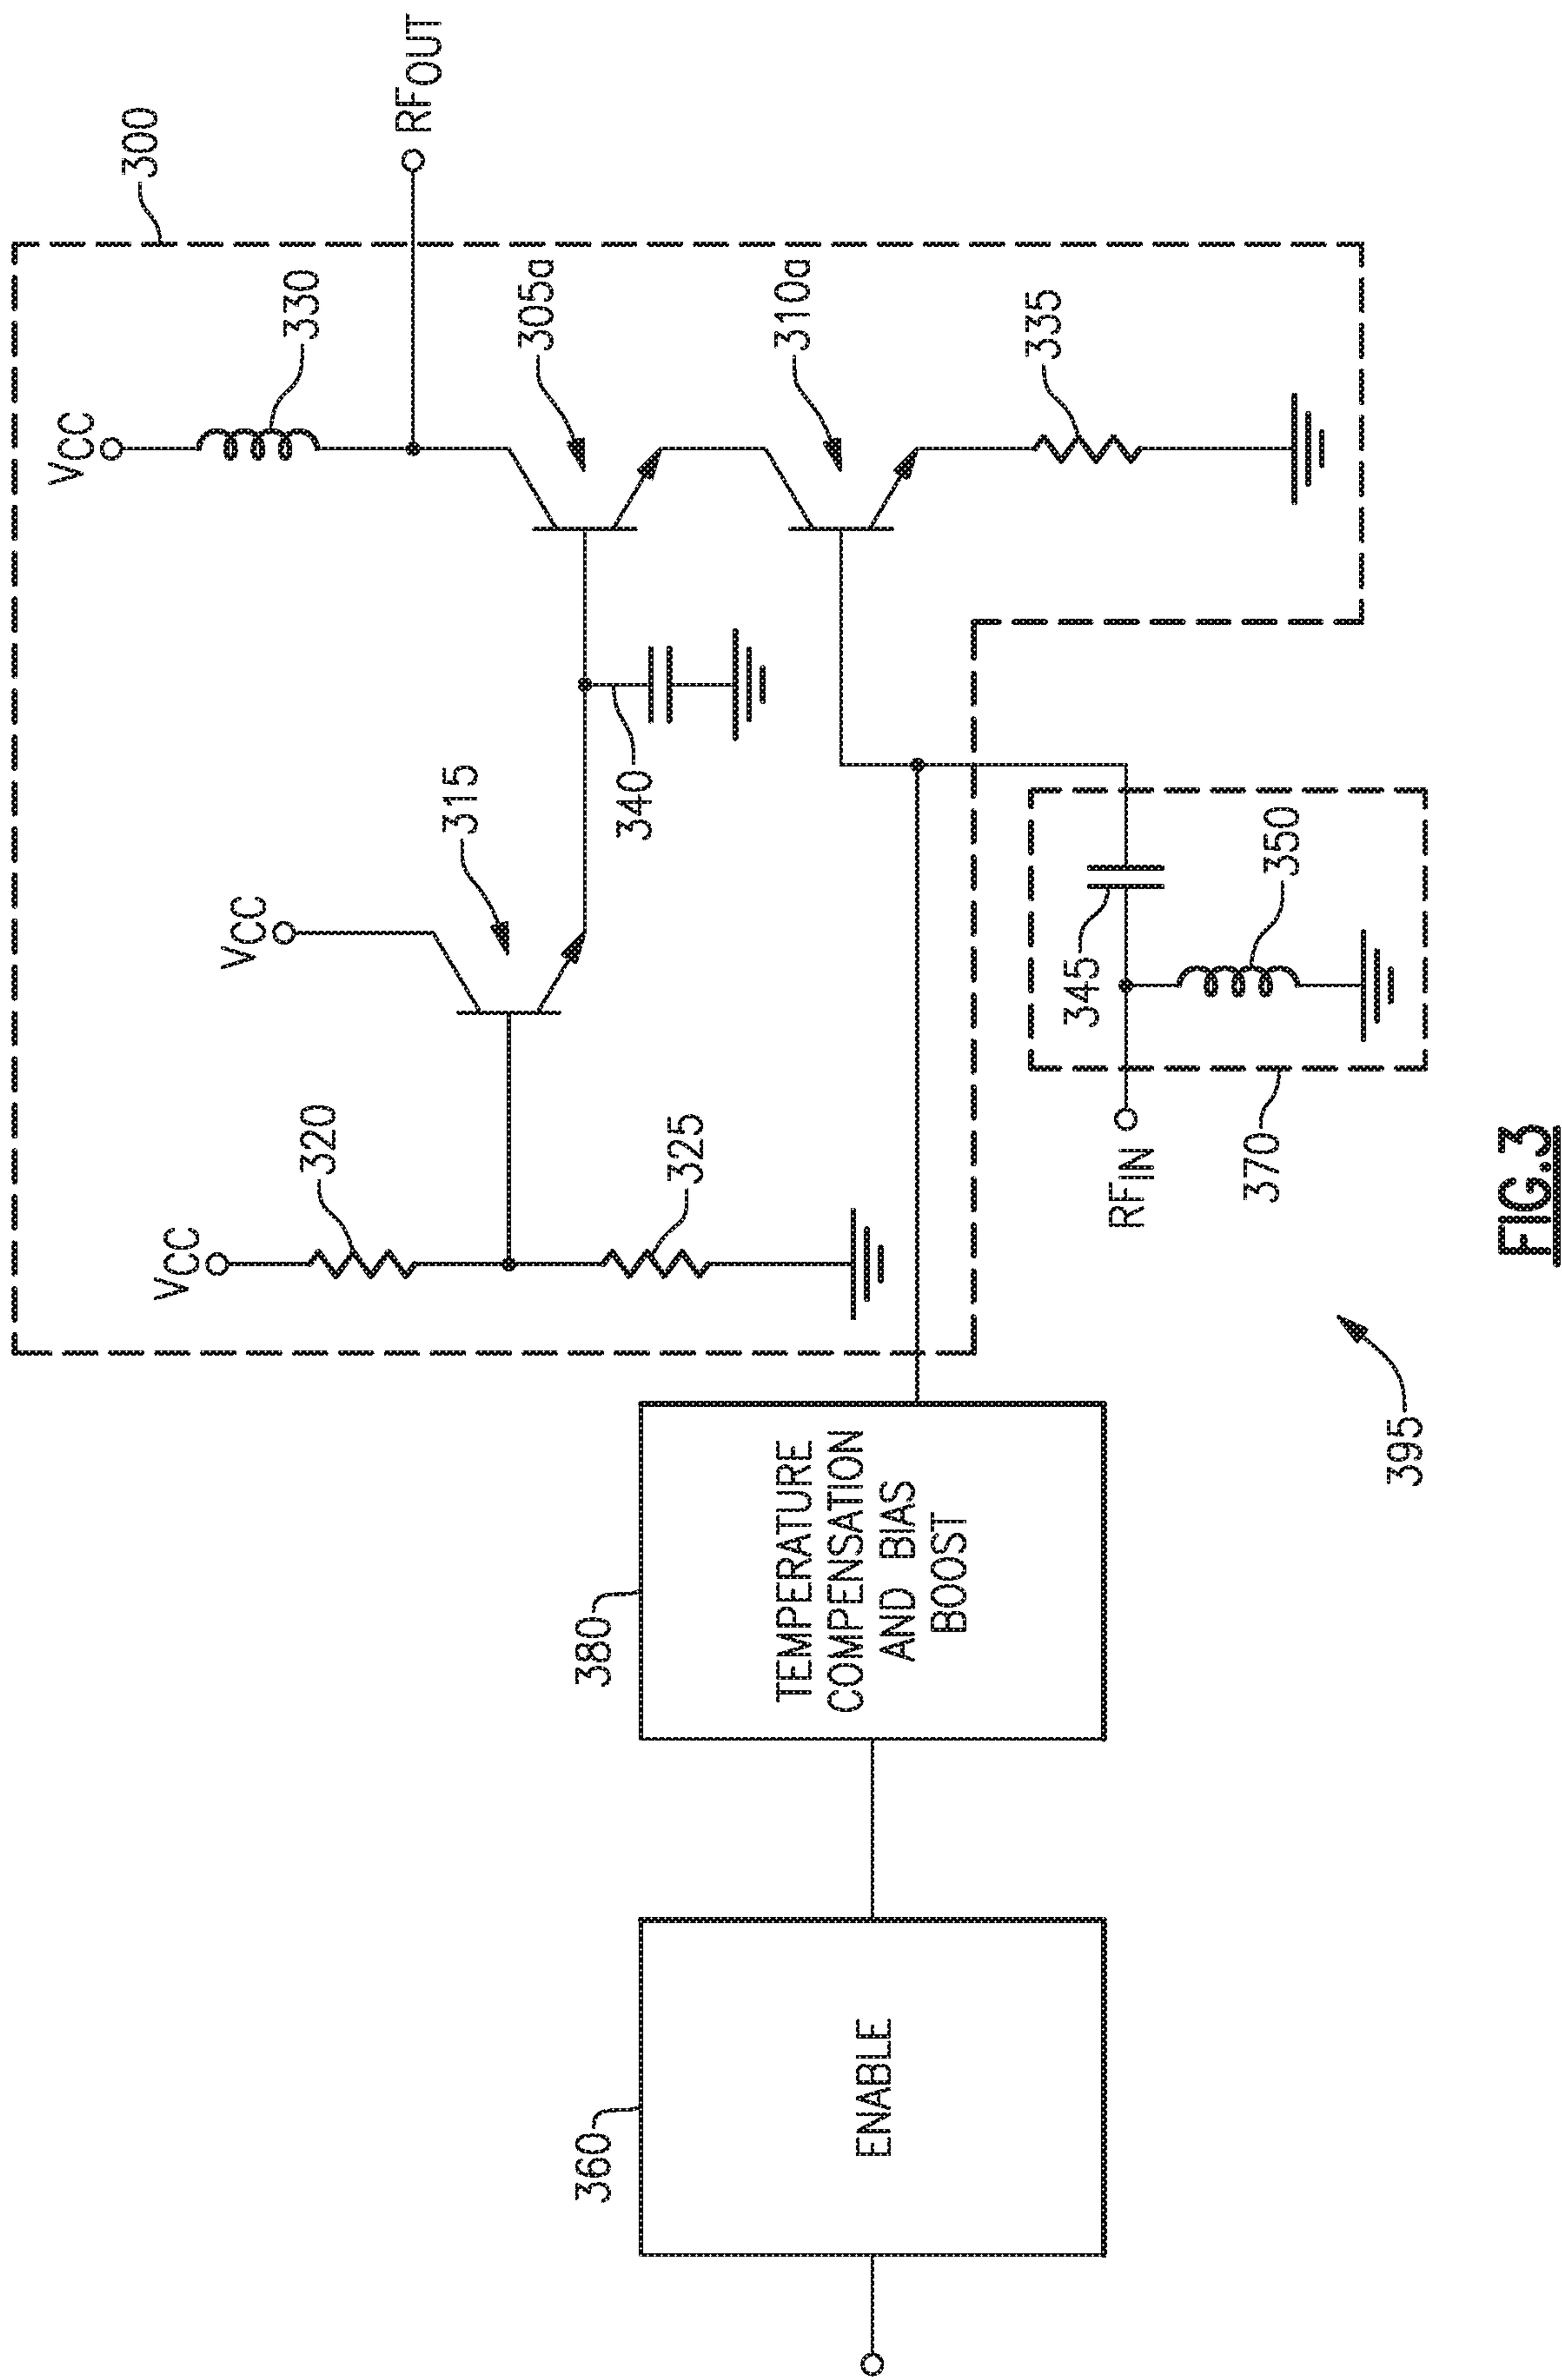 300
VCC
330
RFOUT
305a
310a
335
VCC
315
340
VCC
320
325
345
350
RFIN
370
380
TEMPERATURE
COMPENSATION
AND BIAS
BOOST
360
ENABLE
395
FIG.3